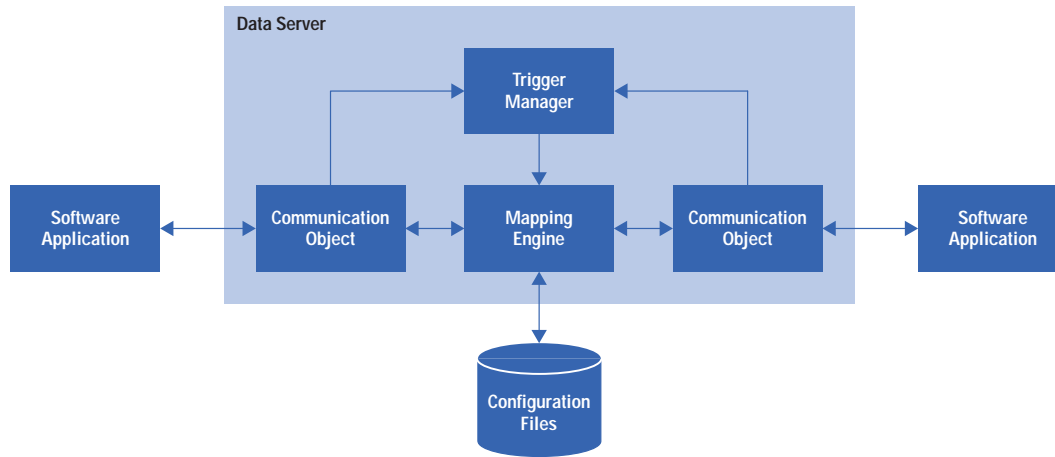 Data Server
Trigger
Manager
Software
Application
Communication
Object
Mapping
Engine
Communication
Object
Software
Application
Configuration
Files